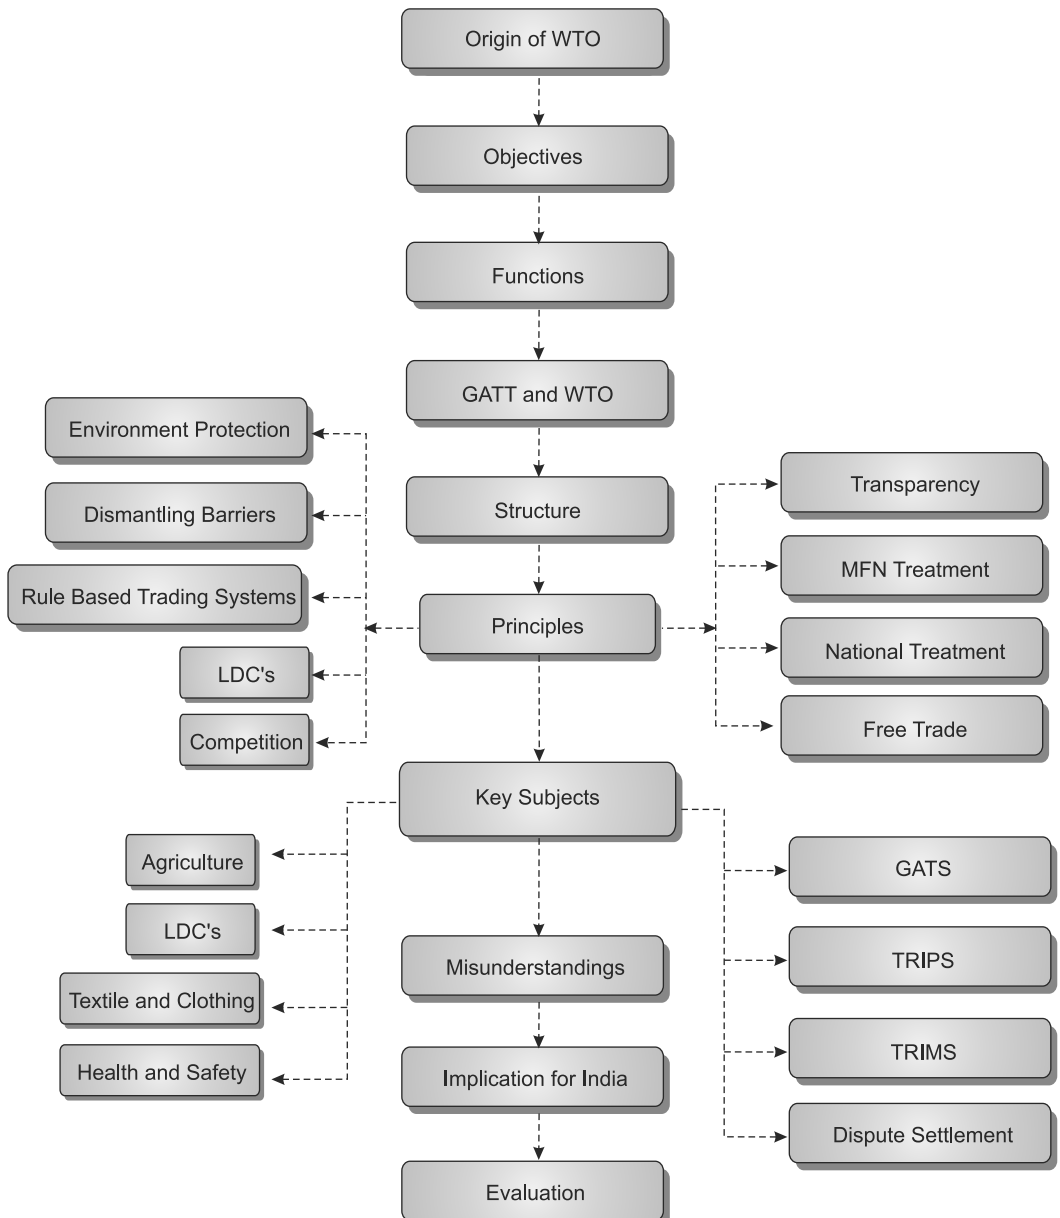 Origin of WTO
Objectives
Functions
GATT and WTO
Structure
Principles
Environment Protection
Dismantling Barriers
Rule Based Trading Systems
LDC's
Competition
Transparency
MFN Treatment
National Treatment
Free Trade
Key Subjects
Agriculture
LDC's
Textile and Clothing
Health and Safety
GATS
TRIPS
TRIMS
Dispute Settlement
Misunderstandings
Implication for India
Evaluation